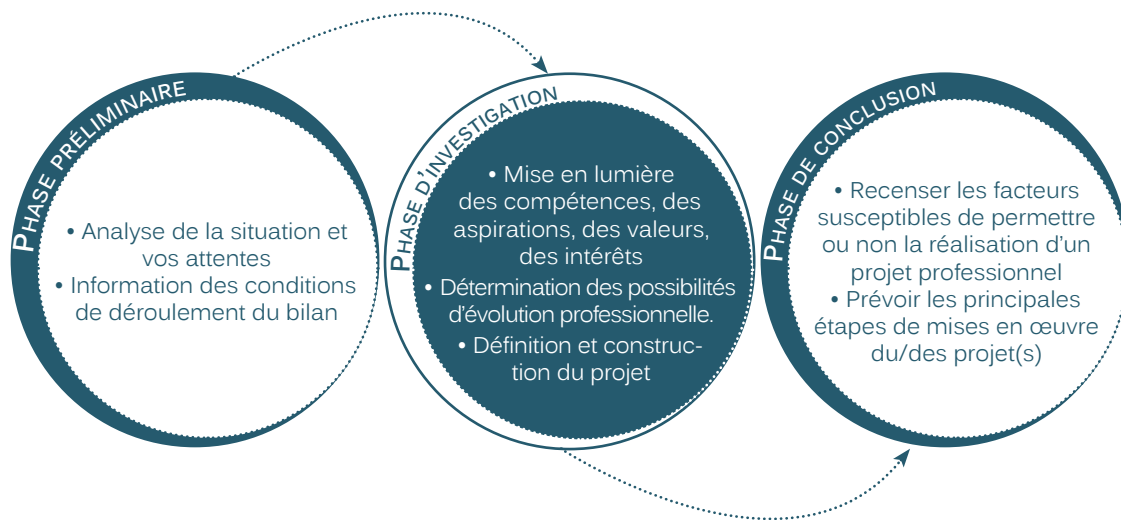 PHASE PRÉLIMINAIRE
• Analyse de la situation et
vos attentes
• Information des conditions
de déroulement du bilan
PHASE D'INVESTIGATION
• Mise en lumière
des compétences, des
aspirations, des valeurs,
des intérêts
• Détermination des possibilités
d'évolution professionnelle.
• Définition et construc-
tion du projet
PHASE DE CONCLUSION
• Recenser les facteurs
susceptibles de permettre
ou non la réalisation d'un
projet professionnel
• Prévoir les principales
étapes de mises en œuvre
du/des projet(s)